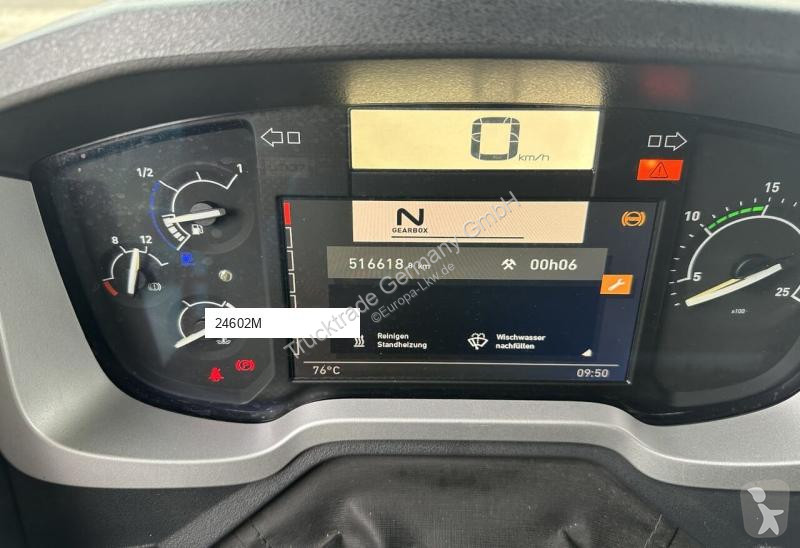 0 km/h
1/2
1
8
12
N
GEARBOX
516618.8 km
00h06
24602M
Reinigen
Standheizung
Wischwasser
nachfüllen
76°C
09:50
5
10
15
25
x100
Trucktrade Germany GmbH
©Europa-Lkw.de